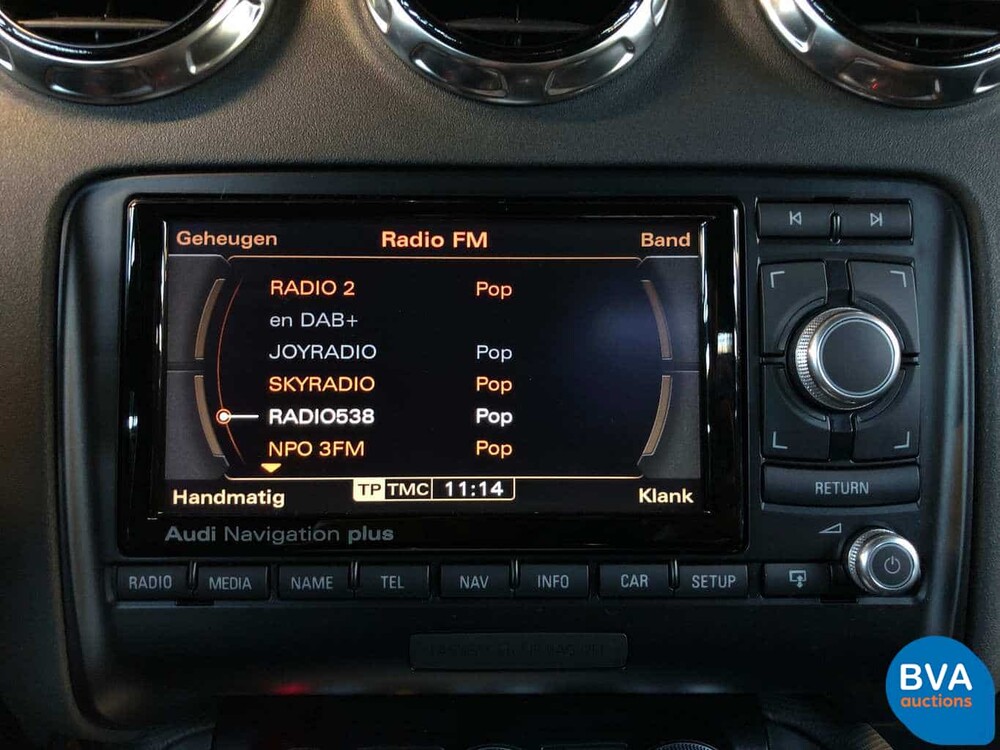 Geheugen Radio FM Band
RADIO 2 Pop
en DAB+
JOYRADIO Pop
SKYRADIO Pop
RADIO538 Pop
NPO 3FM Pop
Handmatig TP TMC 11:14 Klank
Audi Navigation plus
RETURN
RADIO MEDIA NAME TEL NAV INFO CAR SETUP
BVA
auctions